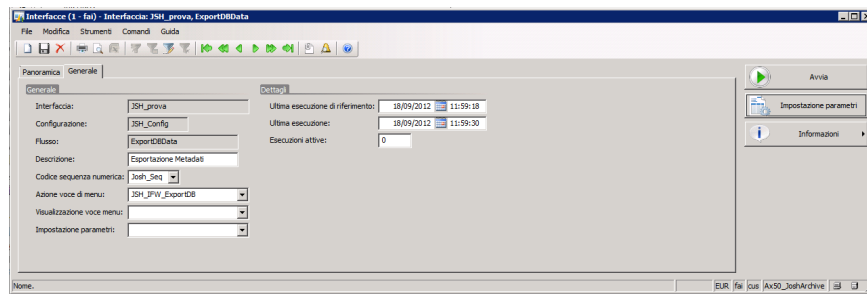 Interfacce (1 - fai) - Interfaccia: JSH_prova, ExportDBData
File Modifica Strumenti Comandi Guida
Panoramica Generale
Generale
Interfaccia: JSH_prova
Configurazione: JSH_Config
Flusso: ExportDBData
Descrizione: Esportazione Metadati
Codice sequenza numerica: Josh_Seq
Azione voce di menu: JSH_IFW_ExportDB
Visualizzazione voce menu:
Impostazione parametri:
Dettagli
Ultima esecuzione di riferimento: 18/09/2012 11:59:18
Ultima esecuzione: 18/09/2012 11:59:30
Esecuzioni attive: 0
Avvia
Impostazione parametri
Informazioni
Nome. EUR fai cus Ax50_JoshArchive